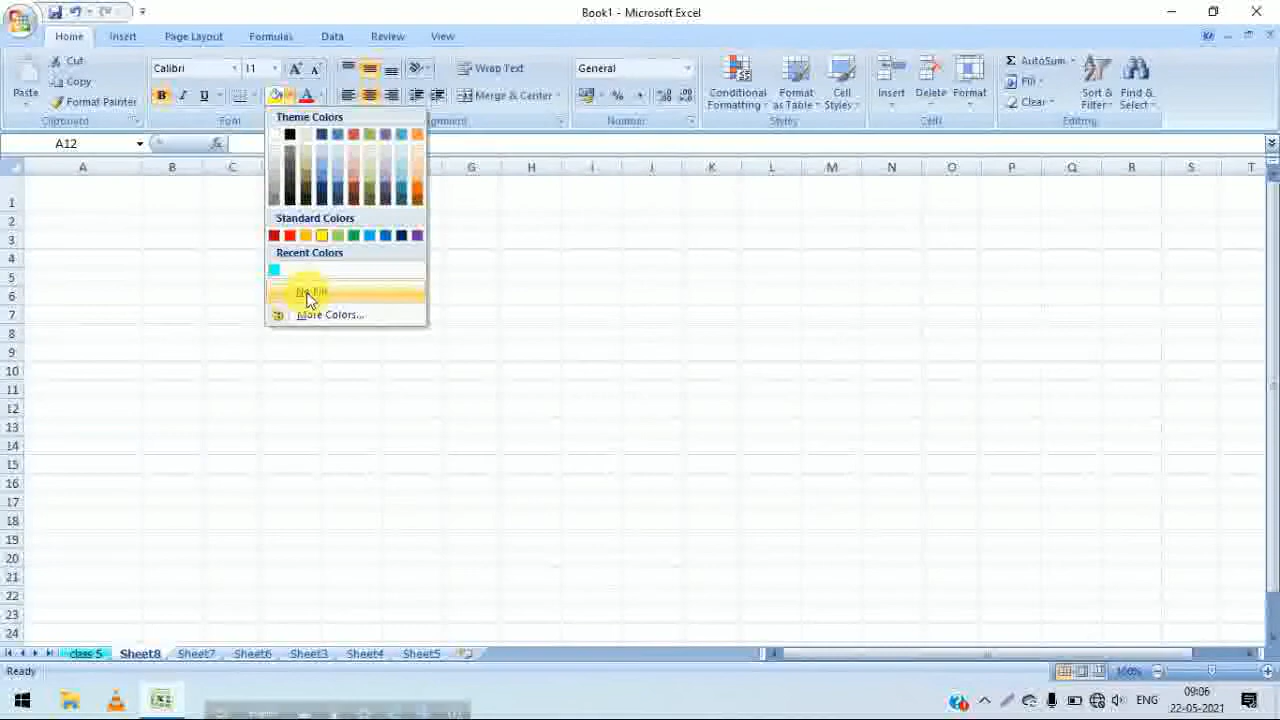 Book1 - Microsoft Excel
Home Insert Page Layout Formulas Data Review View
Cut
Copy
Format Painter
Paste
Clipboard
Calibri 11
B I U
Font
Wrap Text
Merge & Center
General
% ,
Number
Conditional Formatting
Format as Table
Cell Styles
Styles
Insert Delete Format
Cells
Σ AutoSum
Fill
Clear
Sort & Filter
Find & Select
Editing
A12
fx
Theme Colors
Standard Colors
Recent Colors
No Fill
More Colors...
A B C G H I J K L M N O P Q R S T
1
2
3
4
5
6
7
8
9
10
11
12
13
14
15
16
17
18
19
20
21
22
23
24
class 5 Sheet8 Sheet7 Sheet6 Sheet3 Sheet4 Sheet5
Ready
100%
ENG
09:06
22-05-2021